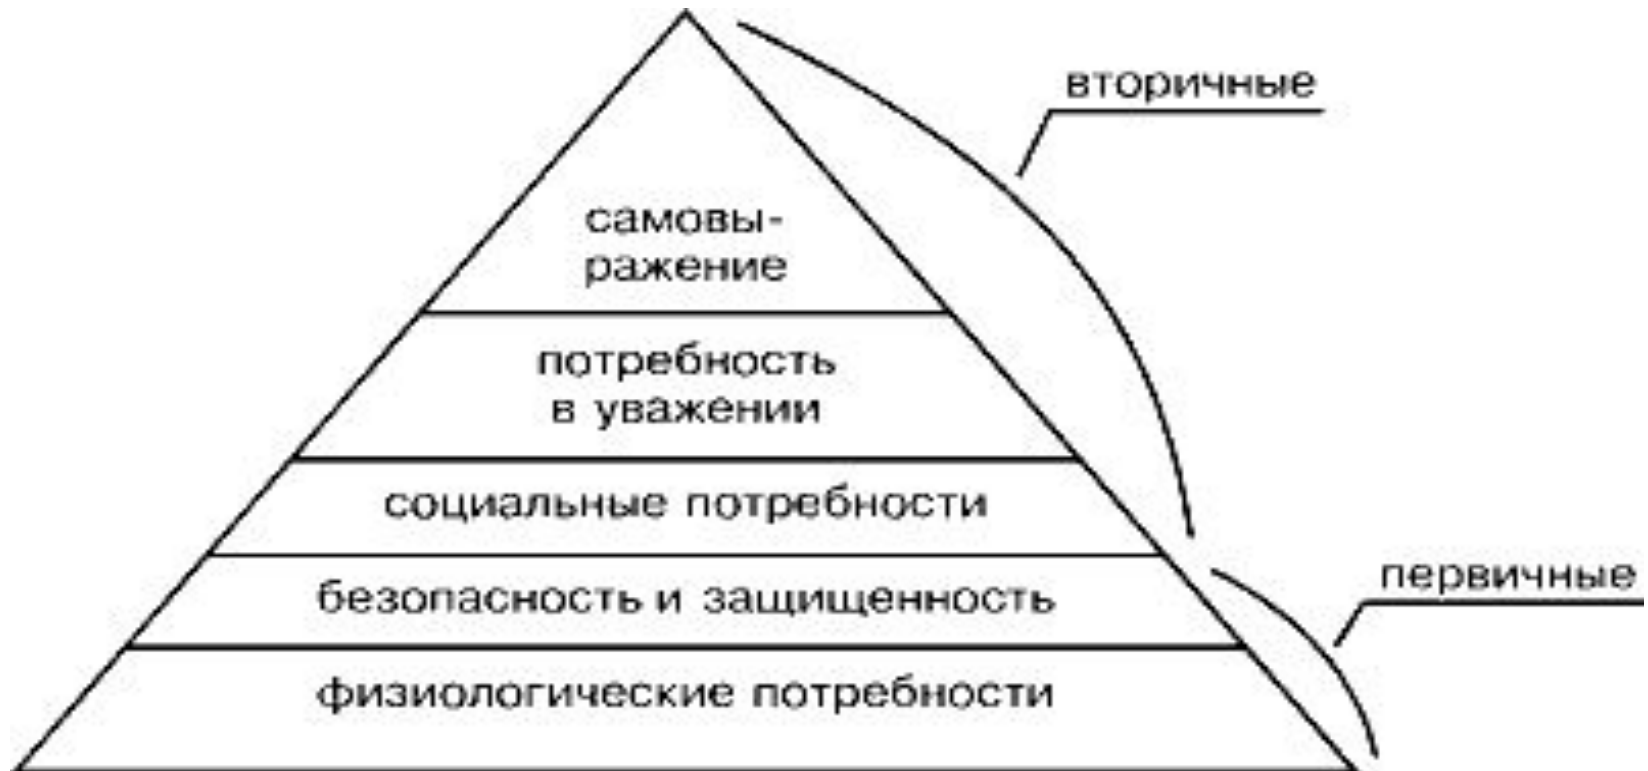 вторичные
самовы-
ражение
потребность
в уважении
социальные потребности
безопасность и защищенность
первичные
физиологические потребности